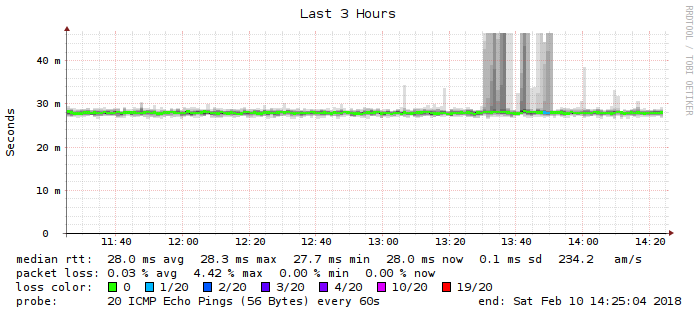 Last 3 Hours
RRDTOOL / TOBI OETIKER
Seconds
40 m
30 m
20 m
10 m
0
11:40 12:00 12:20 12:40 13:00 13:20 13:40 14:00 14:20
median rtt: 28.0 ms avg 28.3 ms max 27.7 ms min 28.0 ms now 0.1 ms sd 234.2 am/s
packet loss: 0.03 % avg 4.42 % max 0.00 % min 0.00 % now
loss color: 0 1/20 2/20 3/20 4/20 10/20 19/20
probe: 20 ICMP Echo Pings (56 Bytes) every 60s end: Sat Feb 10 14:25:04 2018